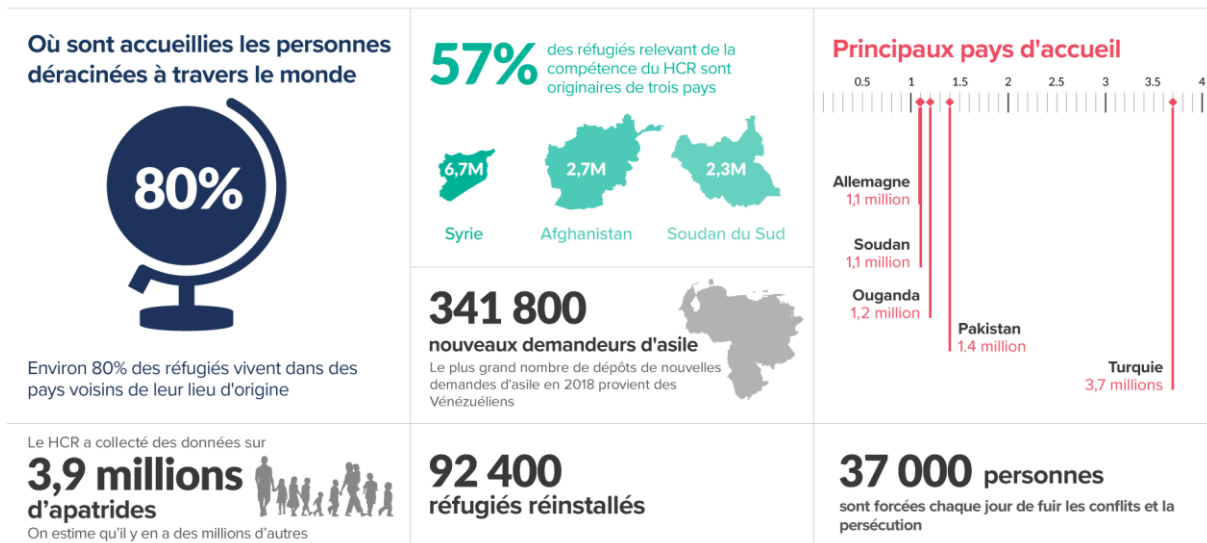 Où sont accueillies les personnes
déracinées à travers le monde
80%
Environ 80% des réfugiés vivent dans des
pays voisins de leur lieu d'origine
57%
des réfugiés relevant de la
compétence du HCR sont
originaires de trois pays
6,7M
2,7M
2,3M
Syrie
Afghanistan
Soudan du Sud
341 800
nouveaux demandeurs d'asile
Le plus grand nombre de dépôts de nouvelles
demandes d'asile en 2018 provient des
Vénézuéliens
Principaux pays d'accueil
0.5 1 1.5 2 2.5 3 3.5 4
Allemagne
1,1 million
Soudan
1,1 million
Ouganda
1,2 million
Pakistan
1.4 million
Turquie
3,7 millions
Le HCR a collecté des données sur
3,9 millions
d'apatrides
On estime qu'il y en a des millions d'autres
92 400
réfugiés réinstallés
37 000 personnes
sont forcées chaque jour de fuir les conflits et la
persécution